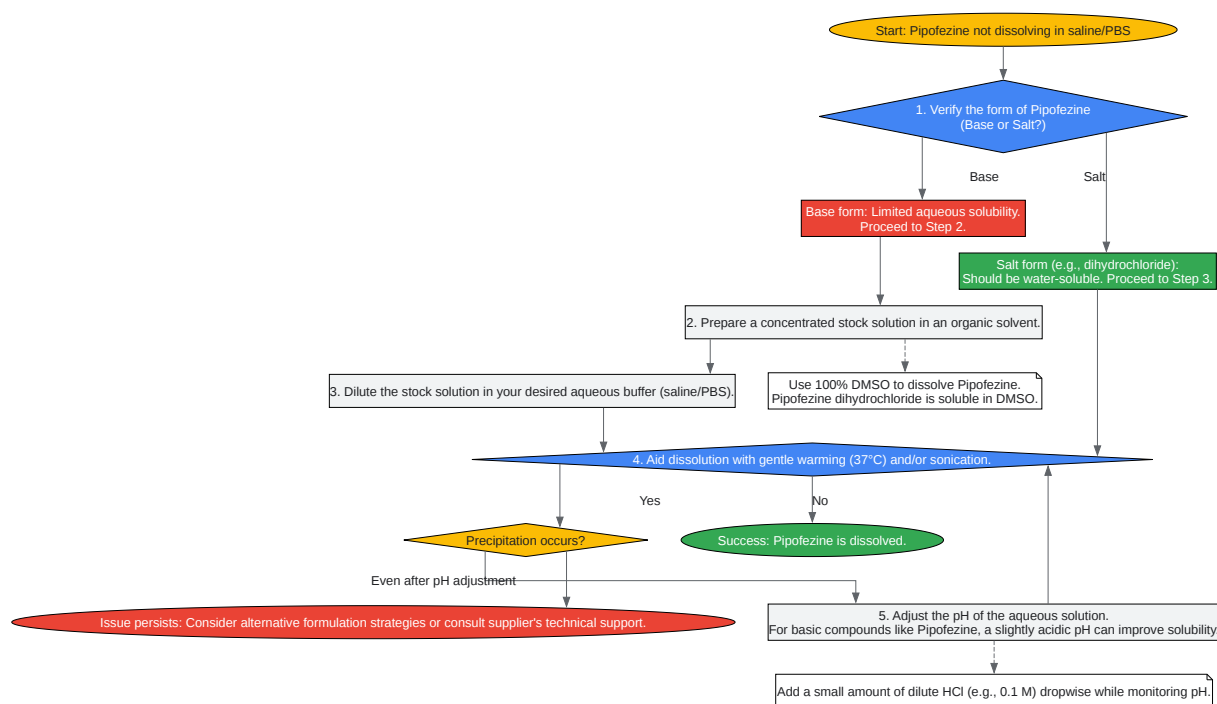 Start: Pipofezine not dissolving in saline/PBS
1. Verify the form of Pipofezine
(Base or Salt?)
Base
Salt
Base form: Limited aqueous solubility.
Proceed to Step 2.
Salt form (e.g., dihydrochloride):
Should be water-soluble. Proceed to Step 3.
2. Prepare a concentrated stock solution in an organic solvent.
Use 100% DMSO to dissolve Pipofezine.
Pipofezine dihydrochloride is soluble in DMSO.
3. Dilute the stock solution in your desired aqueous buffer (saline/PBS).
4. Aid dissolution with gentle warming (37°C) and/or sonication.
Yes
No
Precipitation occurs?
Success: Pipofezine is dissolved.
Even after pH adjustment
Issue persists: Consider alternative formulation strategies or consult supplier's technical support.
5. Adjust the pH of the aqueous solution.
For basic compounds like Pipofezine, a slightly acidic pH can improve solubility
Add a small amount of dilute HCl (e.g., 0.1 M) dropwise while monitoring pH.